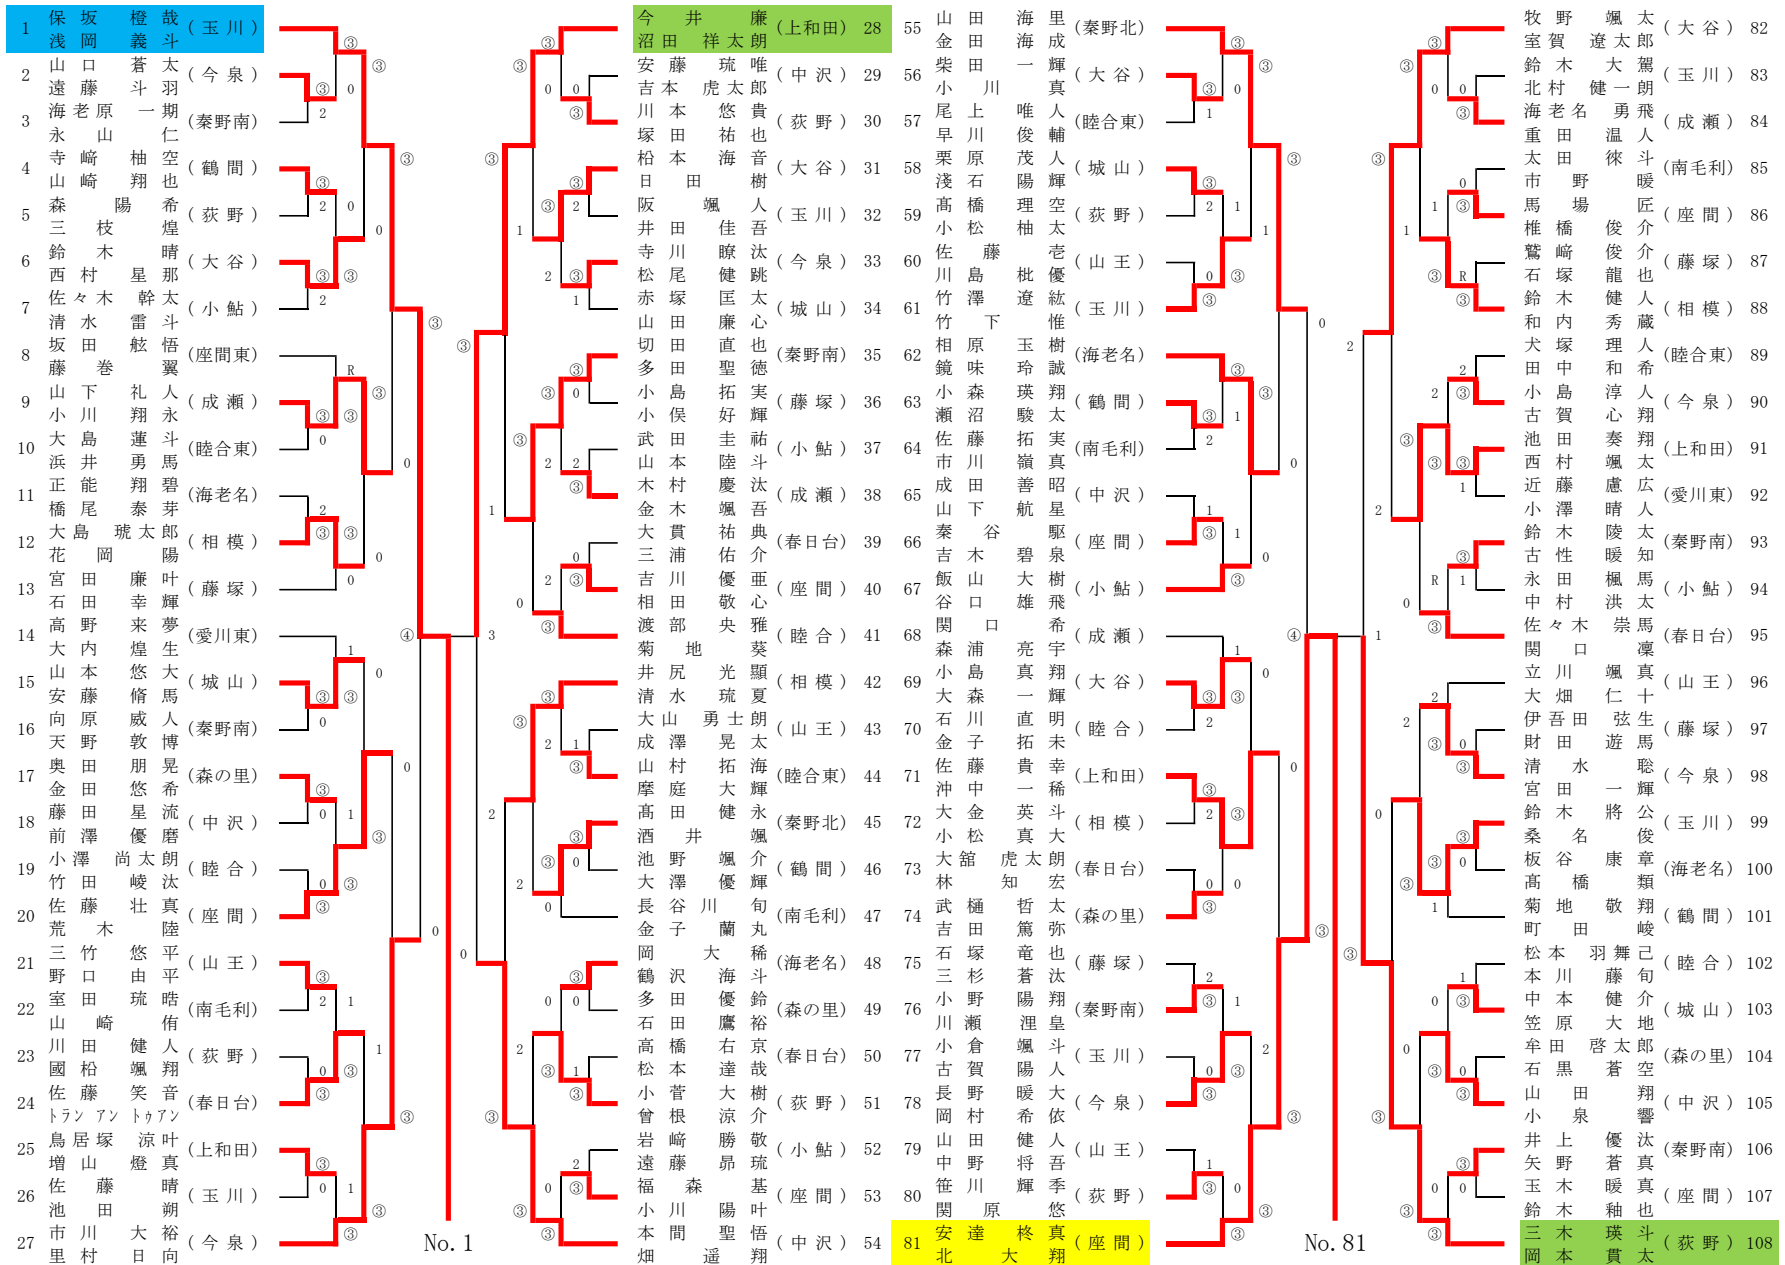 1 保坂 橙哉 (玉川)
浅岡 義斗
2 山口 蒼太 (今泉)
遠藤 斗羽
3 海老原 一期 (秦野南)
永山 仁
4 寺﨑 柚空 (鶴間)
山崎 翔也
5 森 陽希 (荻野)
三枝 煌
6 鈴木 晴 (大谷)
西村 星那
7 佐々木 幹太 (小鮎)
清水 雷斗
8 坂田 舷悟 (座間東)
藤巻 翼
9 山下 礼人 (成瀬)
小川 翔永
10 大島 蓮斗 (睦合東)
浜井 勇馬
11 正能 翔碧 (海老名)
橋尾 泰芽
12 大島 琥太郎 (相模)
花岡 陽
13 宮田 廉叶 (藤塚)
石田 幸輝
14 高野 来夢 (愛川東)
大内 煌生
15 山本 悠大 (城山)
安藤 脩馬
16 向原 威人 (秦野南)
天野 敦博
17 奥田 朋晃 (森の里)
金田 悠希
18 藤田 星流 (中沢)
前澤 優磨
19 小澤 尚太朗 (睦合)
竹田 崚汰
20 佐藤 壮真 (座間)
荒木 陸
21 三竹 悠平 (山王)
野口 由平
22 室田 琉晧 (南毛利)
山崎 侑
23 川田 健人 (荻野)
國松 颯翔
24 佐藤 笑音 (春日台)
トラン アン トゥアン
25 鳥居塚 涼叶 (上和田)
増山 燈真
26 佐藤 晴 (玉川)
池田 朔
27 市川 大裕 (今泉)
里村 日向
No.1
今井 廉 (上和田) 28
沼田 祥太朗
安藤 琉唯 (中沢) 29
吉本 虎太郎
川本 悠貴 (荻野) 30
塚田 祐也
松本 海音 (大谷) 31
日田 樹
阪 颯人 (玉川) 32
井田 佳吾
寺川 瞭汰 (今泉) 33
松尾 健跳
赤塚 匡太 (城山) 34
山田 廉心
切田 直也 (秦野南) 35
多田 聖徳
小島 拓実 (藤塚) 36
小俣 好輝
武田 圭祐 (小鮎) 37
山本 陸斗
木村 慶汰 (成瀬) 38
金木 颯吾
大貫 祐典 (春日台) 39
三浦 佑介
吉川 優亜 (座間) 40
相田 敬心
渡部 央雅 (睦合) 41
菊地 葵
井尻 光顯 (相模) 42
清水 琉夏
大山 勇士朗 (山王) 43
成澤 晃太
山村 拓海 (睦合東) 44
摩庭 大輝
髙田 健永 (秦野北) 45
酒井 颯
池野 颯介 (鶴間) 46
大澤 優輝
長谷川 旬 (南毛利) 47
金子 蘭丸
岡 大稀 (海老名) 48
鶴沢 海斗
多田 優鈴 (森の里) 49
石田 鷹裕
高橋 右京 (春日台) 50
松本 達哉
小菅 大樹 (荻野) 51
曾根 涼介
岩﨑 勝敬 (小鮎) 52
遠藤 昴琉
福森 基 (座間) 53
小川 陽叶
本間 聖悟 (中沢) 54
畑 遥翔
55 山田 海里 (秦野北)
金田 海成
56 柴田 一輝 (大谷)
小川 真
57 尾上 唯人 (睦合東)
早川 俊輔
58 栗原 茂人 (城山)
淺石 陽輝
59 髙橋 理空 (荻野)
小松 柚太
60 佐藤 壱 (山王)
川島 枇優
61 竹澤 遼紘 (玉川)
竹下 惟
62 相原 玉樹 (海老名)
鏡味 玲誠
63 小森 瑛翔 (鶴間)
瀬沼 駿太
64 佐藤 拓実 (南毛利)
市川 嶺真
65 成田 善昭 (中沢)
山下 航星
66 秦谷 駆 (座間)
吉木 碧泉
67 飯山 大樹 (小鮎)
谷口 雄飛
68 関口 希 (成瀬)
森浦 亮宇
69 小島 真翔 (大谷)
大森 一輝
70 石川 直明 (睦合)
金子 拓未
71 佐藤 貴幸 (上和田)
沖中 一稀
72 大金 英斗 (相模)
小松 真大
73 大舘 虎太朗 (春日台)
林 知宏
74 武樋 哲太 (森の里)
吉田 篤弥
75 石塚 竜也 (藤塚)
三杉 蒼汰
76 小野 陽翔 (秦野南)
川瀬 浬皇
77 小倉 颯斗 (玉川)
古賀 陽人
78 長野 暖大 (今泉)
岡村 希依
79 山田 健人 (山王)
中野 将吾
80 笹川 輝季 (荻野)
関原 悠
81 安達 柊真 (座間)
北 大翔
No.81
牧野 颯太 (大谷) 82
室賀 遼太郎
鈴木 大駕 (玉川) 83
北村 健一朗
海老名 勇飛 (成瀬) 84
重田 温人
太田 徠斗 (南毛利) 85
市野 暖
馬場 匠 (座間) 86
椎橋 俊介
鷲﨑 俊介 (藤塚) 87
石塚 龍也
鈴木 健人 (相模) 88
和内 秀蔵
犬塚 理人 (睦合東) 89
田中 和希
小島 淳人 (今泉) 90
古賀 心翔
池田 奏翔 (上和田) 91
西村 颯太
近藤 慮広 (愛川東) 92
小澤 晴人
鈴木 陵太 (秦野南) 93
古性 暖知
永田 楓馬 (小鮎) 94
中村 洪太
佐々木 崇馬 (春日台) 95
関口 凜
立川 颯真 (山王) 96
大畑 仁十
伊吾田 弦生 (藤塚) 97
財田 遊馬
清水 聡 (今泉) 98
宮田 一輝
鈴木 將公 (玉川) 99
桑名 俊
板谷 康章 (海老名) 100
髙橋 類
菊地 敬翔 (鶴間) 101
町田 峻
松本 羽舞己 (睦合) 102
本川 藤旬
中本 健介 (城山) 103
笠原 大地
牟田 啓太郎 (森の里) 104
石黒 蒼空
山田 翔 (中沢) 105
小泉 響
井上 優汰 (秦野南) 106
矢野 蒼真
玉木 暖真 (座間) 107
鈴木 釉也
三木 瑛斗 (荻野) 108
岡本 貫太